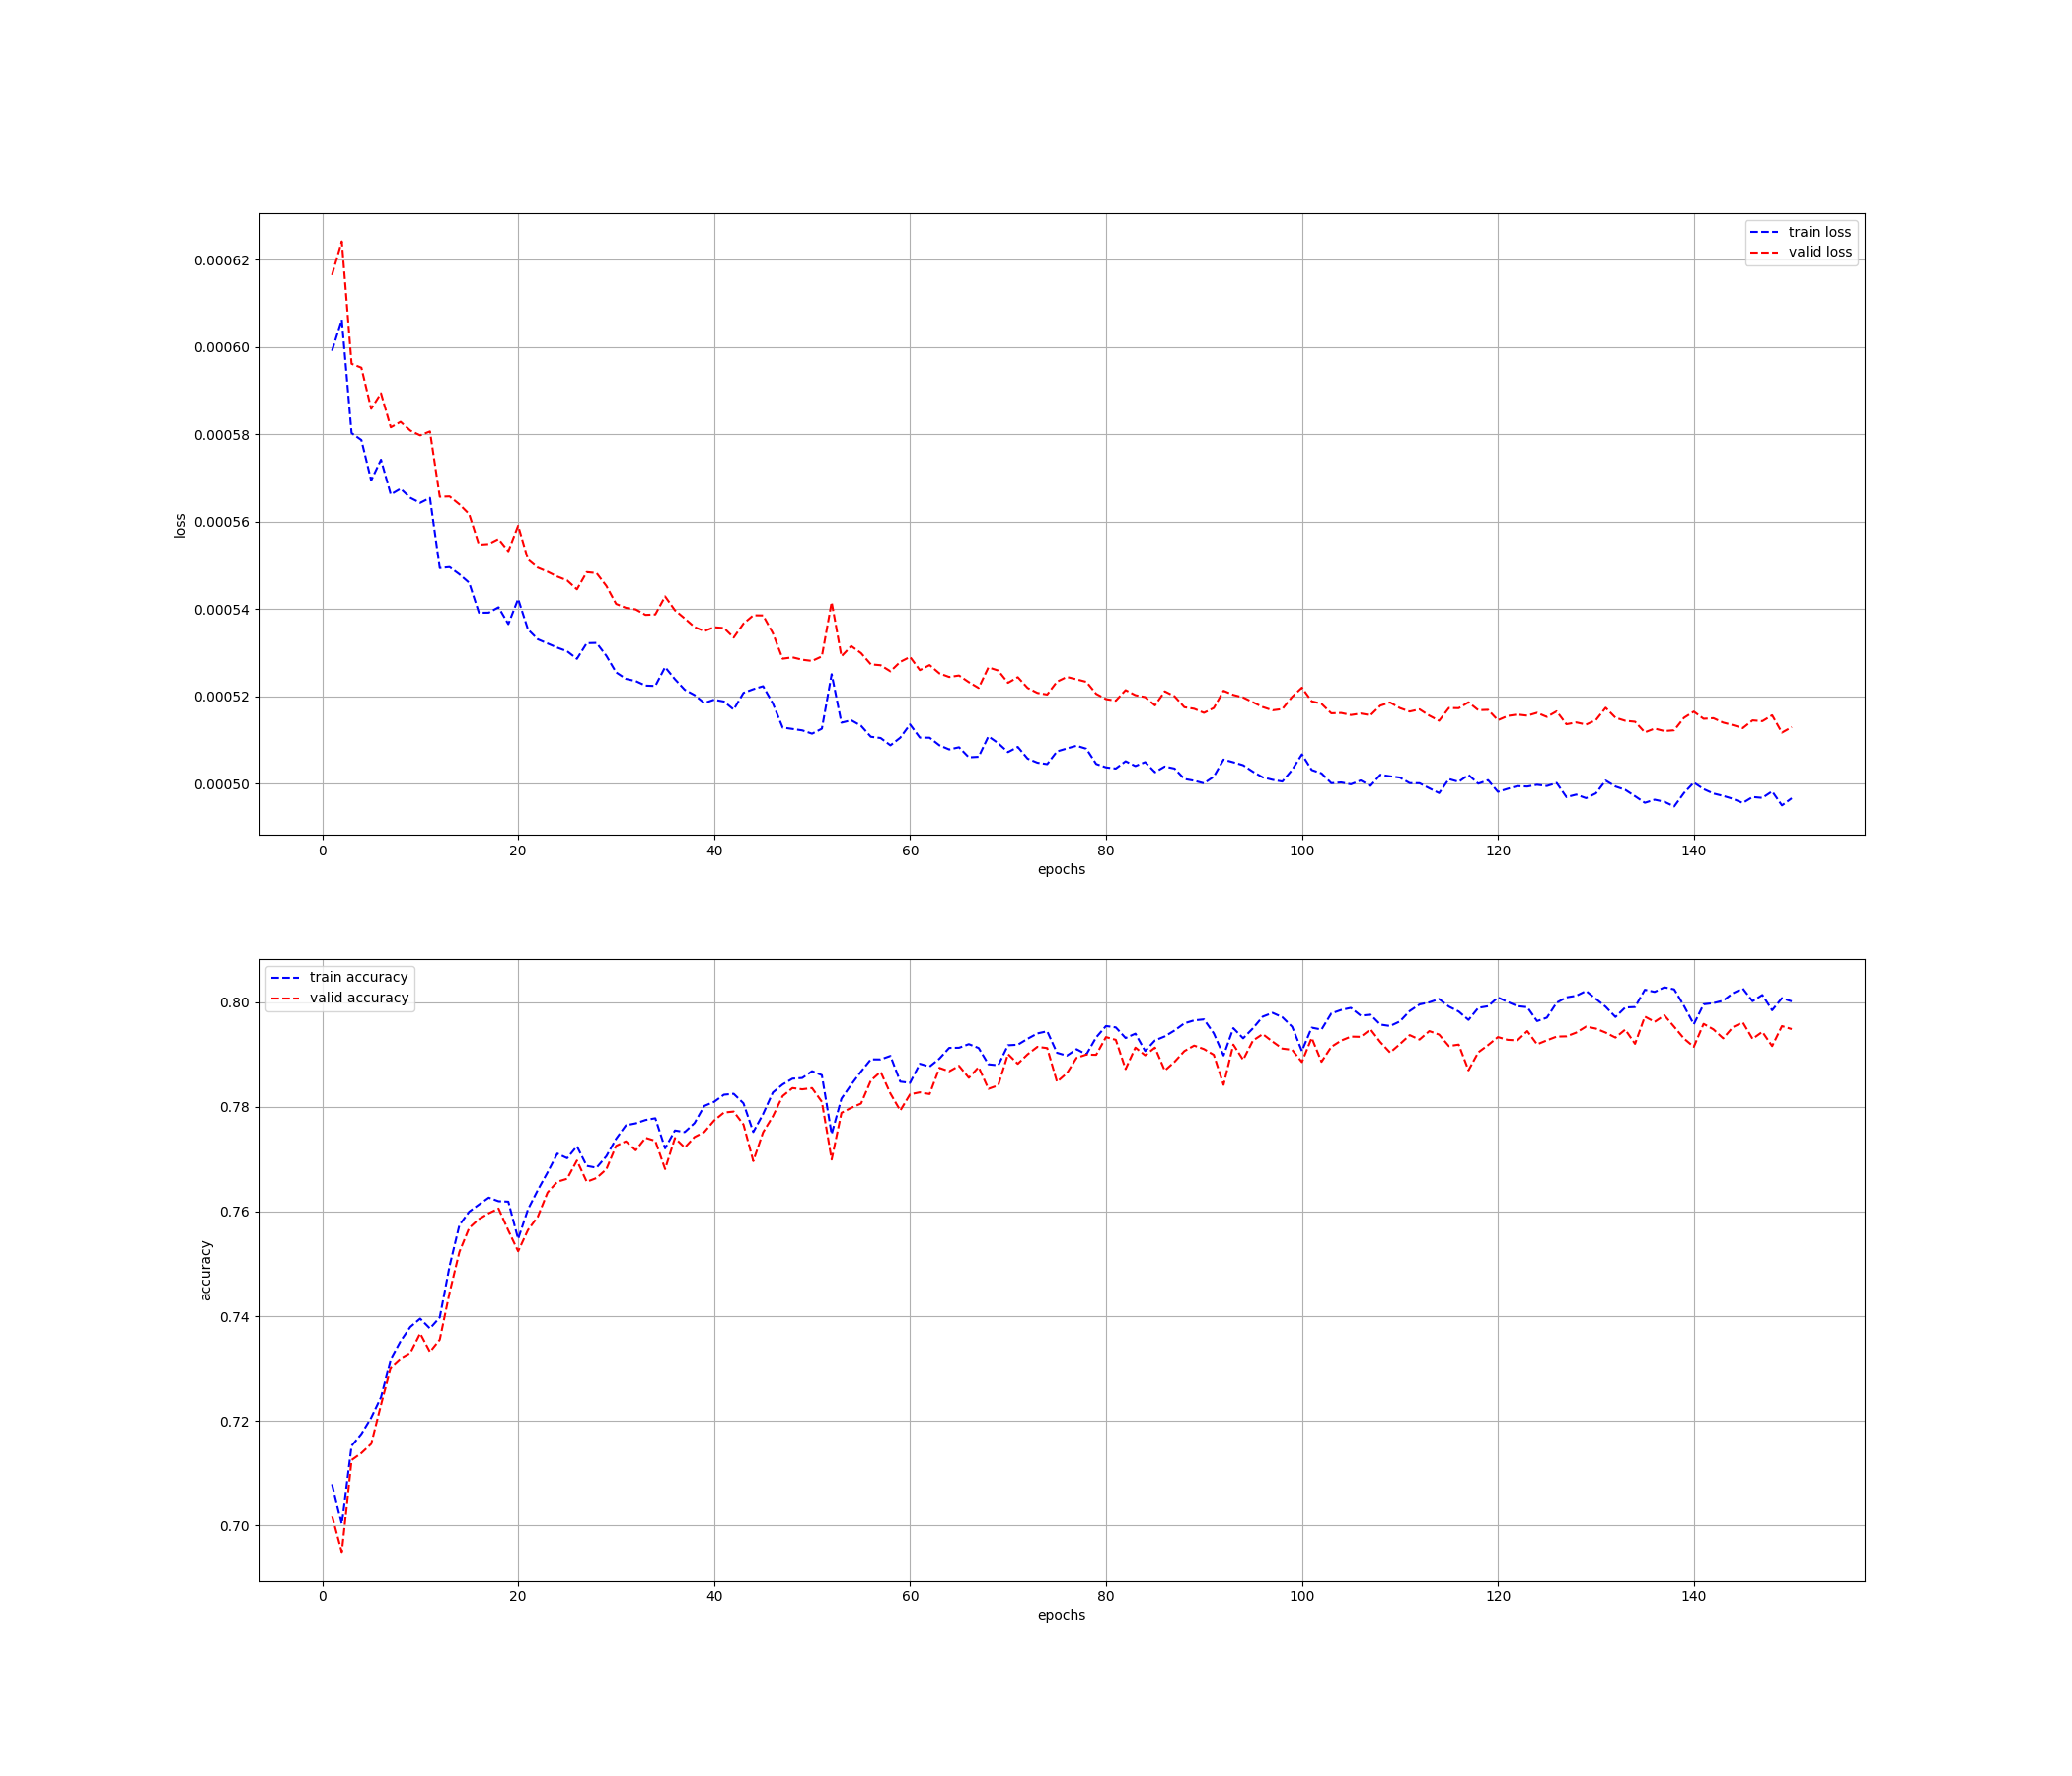 train loss
valid loss
0.00062
0.00060
0.00058
0.00056
0.00054
0.00052
0.00050
loss
0 20 40 60 80 100 120 140
epochs
train accuracy
valid accuracy
0.80
0.78
0.76
0.74
0.72
0.70
accuracy
0 20 40 60 80 100 120 140
epochs